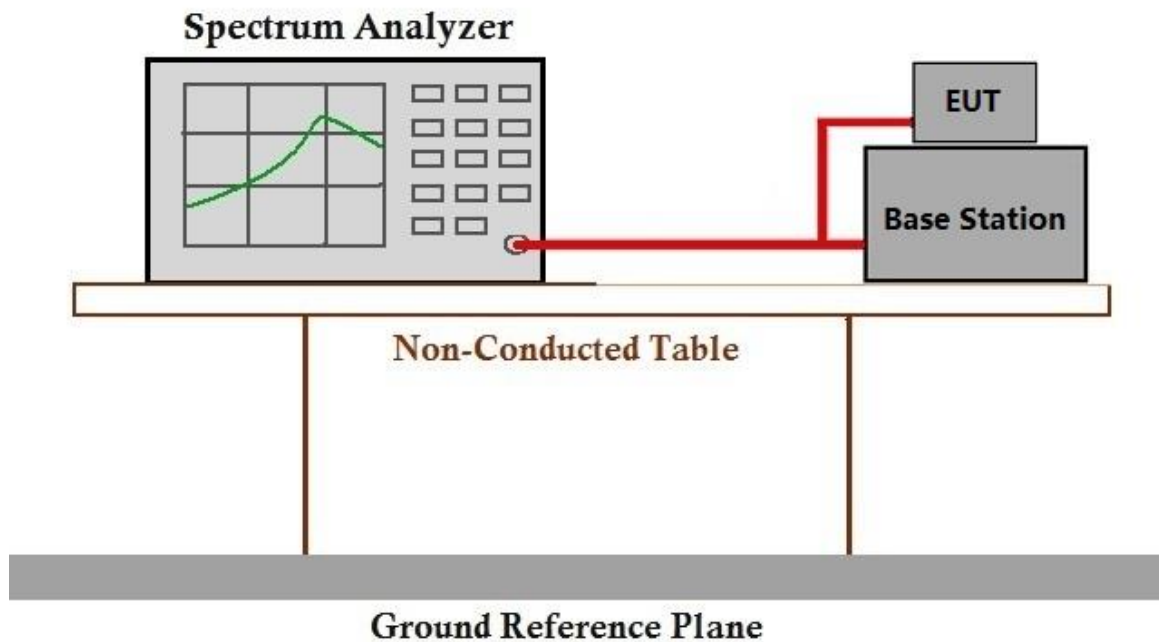 Spectrum Analyzer
EUT
Base Station
Non-Conducted Table
Ground Reference Plane